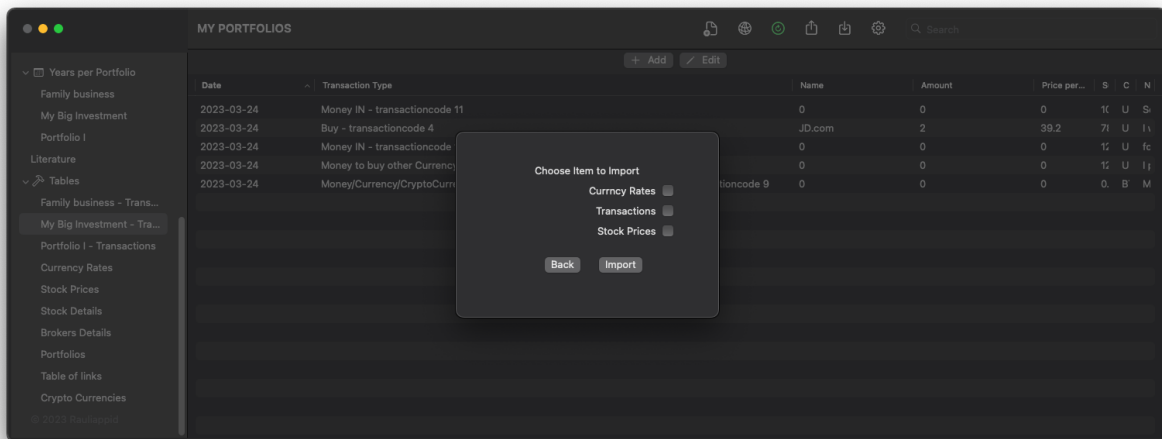 MY PORTFOLIOS
Search
+ Add
Edit
Years per Portfolio
Family business
My Big Investment
Portfolio I
Literature
Tables
Family business - Trans...
My Big Investment - Tra...
Portfolio I - Transactions
Currency Rates
Stock Prices
Stock Details
Brokers Details
Portfolios
Table of links
Crypto Currencies
Date Transaction Type Name Amount Price per... S C N
2023-03-24 Money IN - transactioncode 11 0 0 0 U
2023-03-24 Buy - transactioncode 4 JD.com 2 39.2 U
2023-03-24 Money IN - transactioncode 0 0 0 U
2023-03-24 Money to buy other Currency 0 0 0 U
2023-03-24 Money/Currency/CryptoCurre ioncode 9 0 0 0 0. M
Choose Item to Import
Currncy Rates
Transactions
Stock Prices
Back Import